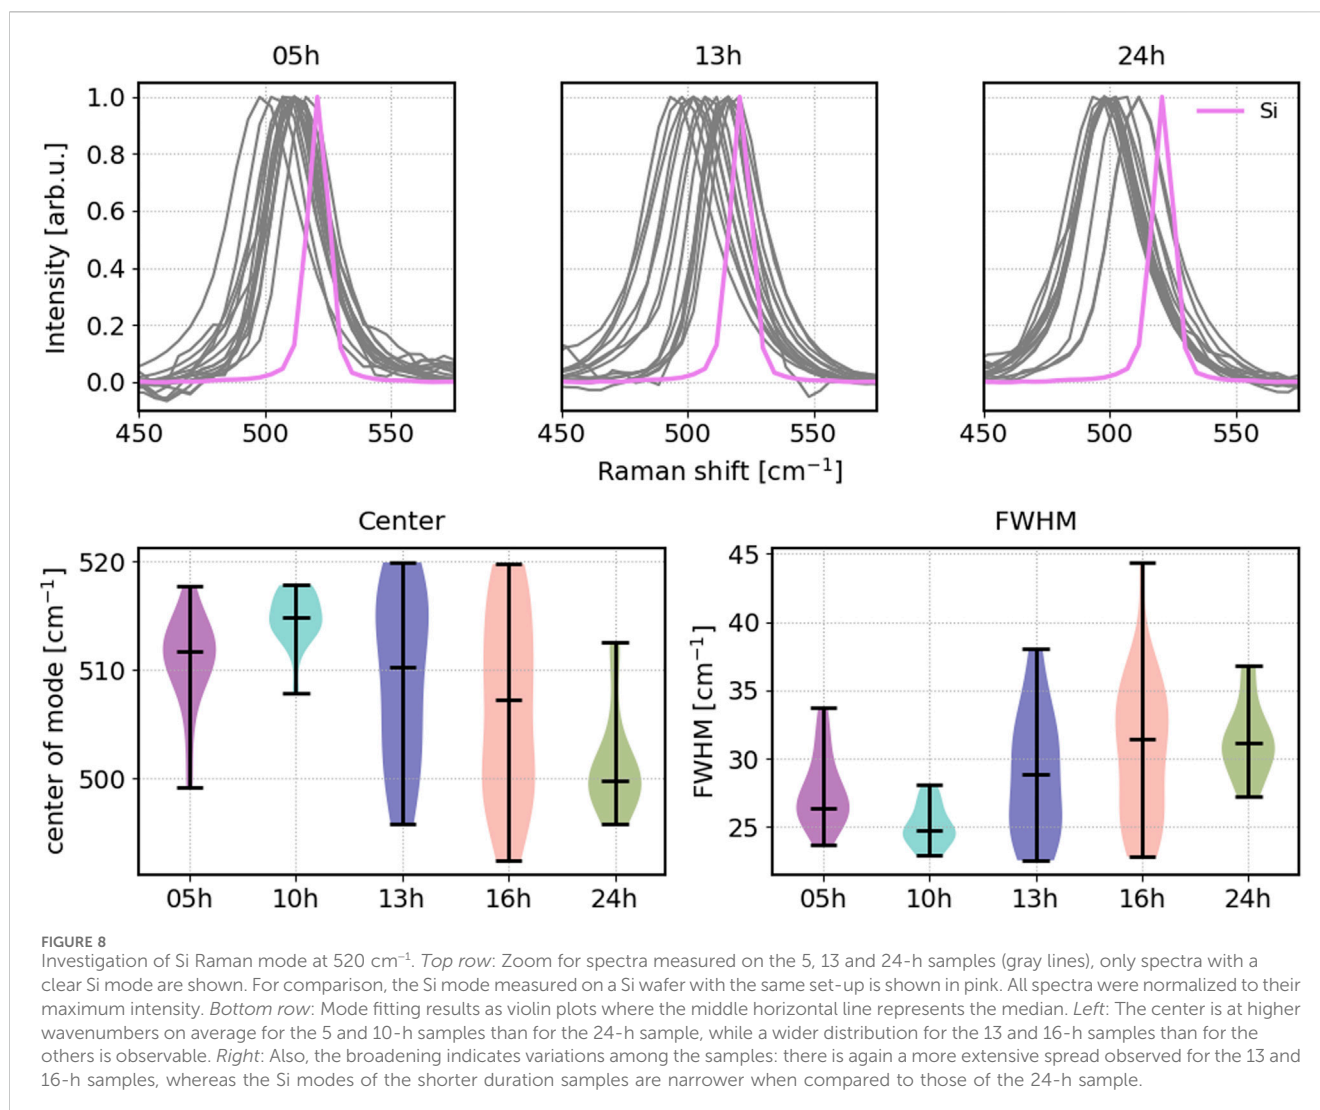 05h
13h
24h
Intensity [arb.u.]
1.0
0.8
0.6
0.4
0.2
0.0
Si
450 500 550
450 500 550
450 500 550
Raman shift [cm⁻¹]
Center
FWHM
center of mode [cm⁻¹]
520
510
500
05h 10h 13h 16h 24h
FWHM [cm⁻¹]
45
40
35
30
25
05h 10h 13h 16h 24h
FIGURE 8
Investigation of Si Raman mode at 520 cm⁻¹. Top row: Zoom for spectra measured on the 5, 13 and 24-h samples (gray lines), only spectra with a
clear Si mode are shown. For comparison, the Si mode measured on a Si wafer with the same set-up is shown in pink. All spectra were normalized to their
maximum intensity. Bottom row: Mode fitting results as violin plots where the middle horizontal line represents the median. Left: The center is at higher
wavenumbers on average for the 5 and 10-h samples than for the 24-h sample, while a wider distribution for the 13 and 16-h samples than for the
others is observable. Right: Also, the broadening indicates variations among the samples: there is again a more extensive spread observed for the 13 and
16-h samples, whereas the Si modes of the shorter duration samples are narrower when compared to those of the 24-h sample.